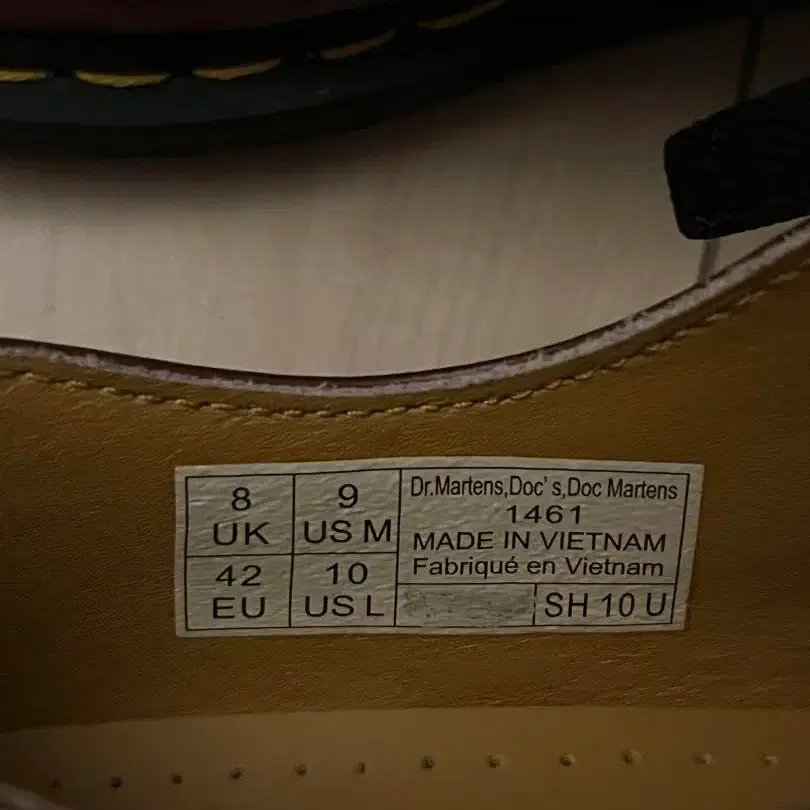 8
UK
9
US M
42
EU
10
US L
Dr.Martens,Doc's,Doc Martens
1461
MADE IN VIETNAM
Fabriqué en Vietnam
SH 10 U